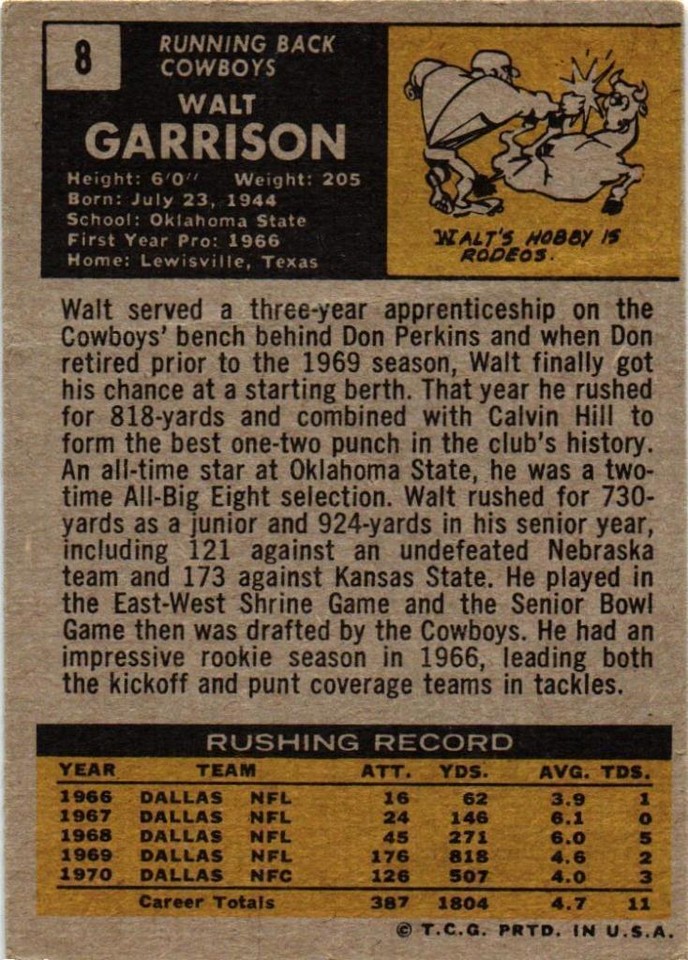 8
RUNNING BACK
COWBOYS
WALT
GARRISON
Height: 6'0" Weight: 205
Born: July 23, 1944
School: Oklahoma State
First Year Pro: 1966
Home: Lewisville, Texas
WALT'S HOBBY IS
RODEOS.
Walt served a three-year apprenticeship on the
Cowboys' bench behind Don Perkins and when Don
retired prior to the 1969 season, Walt finally got
his chance at a starting berth. That year he rushed
for 818-yards and combined with Calvin Hill to
form the best one-two punch in the club's history.
An all-time star at Oklahoma State, he was a two-
time All-Big Eight selection. Walt rushed for 730-
yards as a junior and 924-yards in his senior year,
including 121 against an undefeated Nebraska
team and 173 against Kansas State. He played in
the East-West Shrine Game and the Senior Bowl
Game then was drafted by the Cowboys. He had an
impressive rookie season in 1966, leading both
the kickoff and punt coverage teams in tackles.
RUSHING RECORD
YEAR TEAM ATT. YDS. AVG. TDS.
1966 DALLAS NFL 16 62 3.9 1
1967 DALLAS NFL 24 146 6.1 0
1968 DALLAS NFL 45 271 6.0 5
1969 DALLAS NFL 176 818 4.6 2
1970 DALLAS NFC 126 507 4.0 3
Career Totals 387 1804 4.7 11
© T.C.G. PRTD. IN U.S.A.